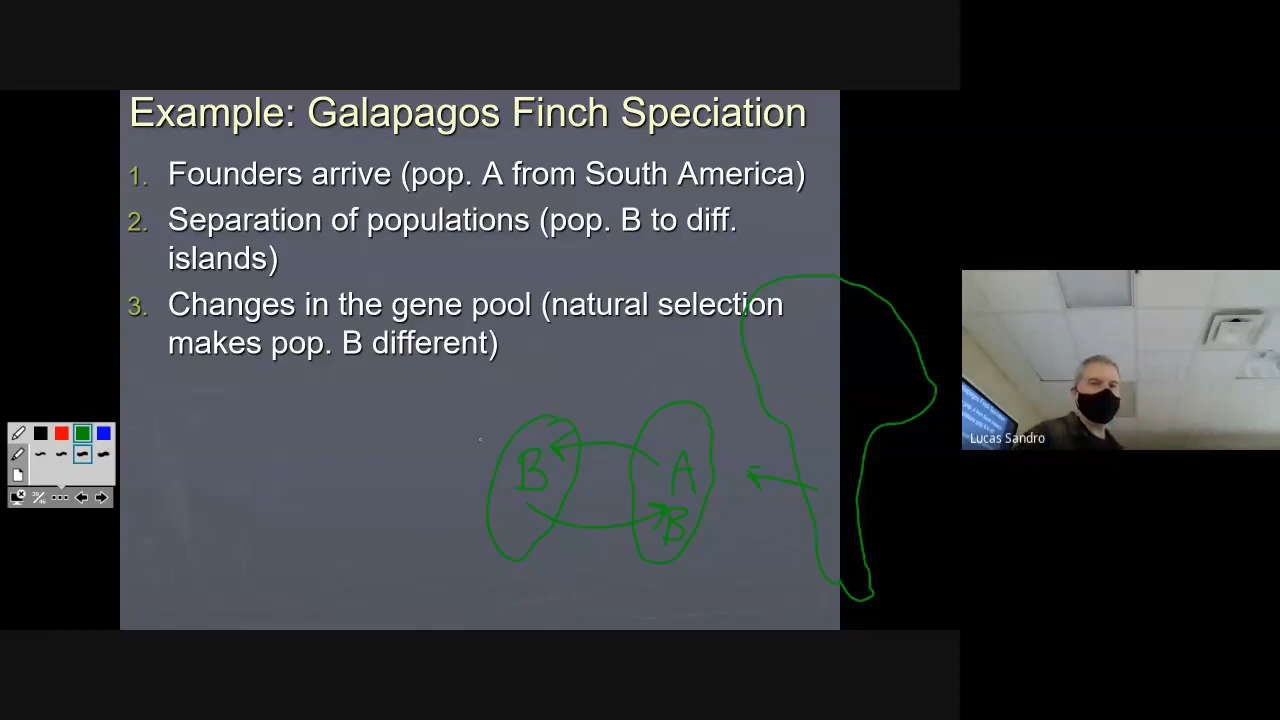 Example: Galapagos Finch Speciation
1. Founders arrive (pop. A from South America)
2. Separation of populations (pop. B to diff.
islands)
3. Changes in the gene pool (natural selection
makes pop. B different)
B
A
B
Lucas Sandro